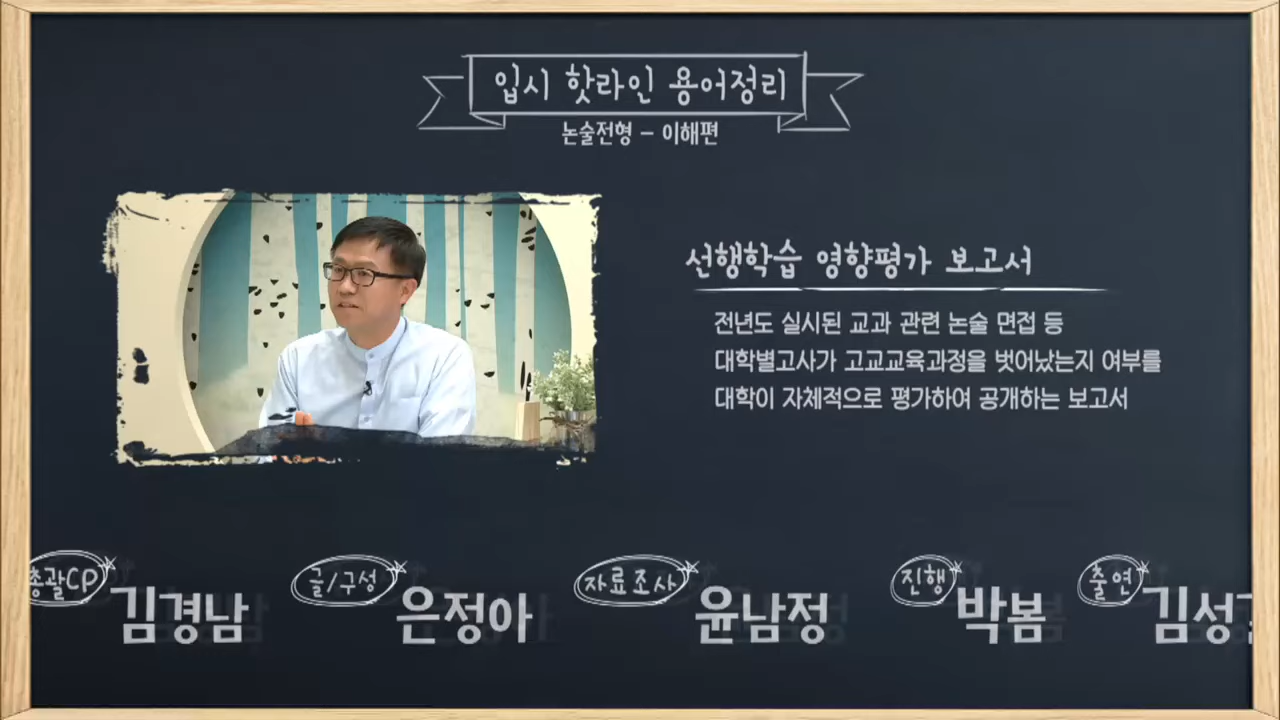 입시 핫라인 용어정리
논술전형 – 이해편
선행학습 영향평가 보고서
전년도 실시된 교과 관련 논술 면접 등
대학별고사가 고교교육과정을 벗어났는지 여부를
대학이 자체적으로 평가하여 공개하는 보고서
총괄CP 글/구성 자료조사 진행 출연
김경남 은정아 윤남정 박봄 김성